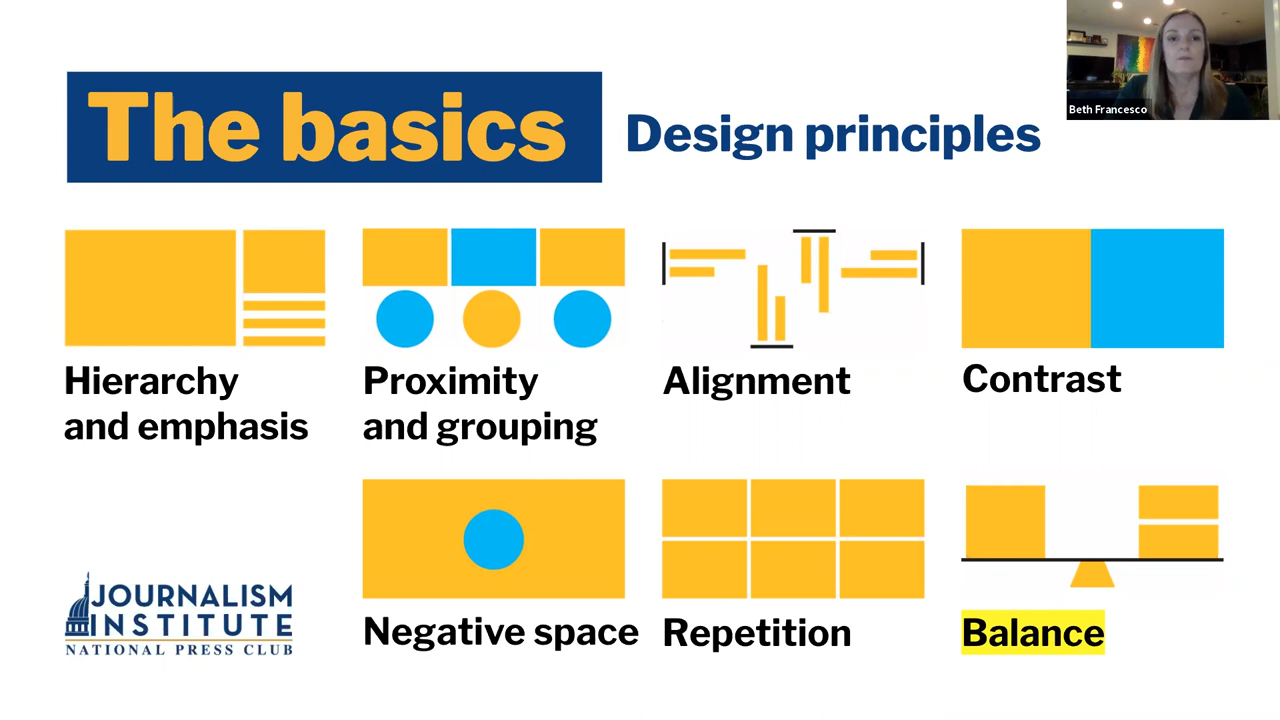 Beth Francesco
The basics
Design principles
Hierarchy
and emphasis
Proximity
and grouping
Alignment
Contrast
Negative space
Repetition
Balance
JOURNALISM
INSTITUTE
NATIONAL PRESS CLUB